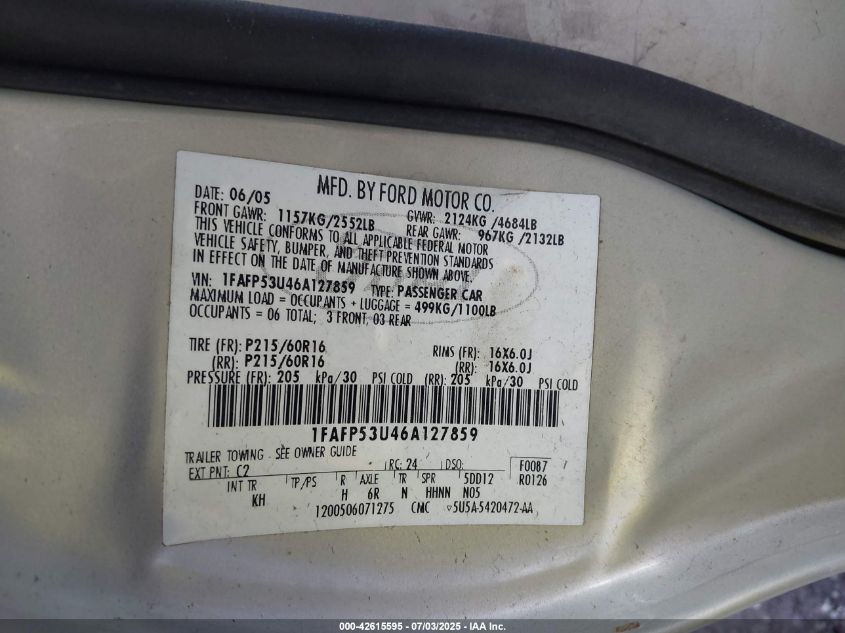 DATE: 06/05 MFD. BY FORD MOTOR CO.
FRONT GAWR: 1157KG/2552LB GVWR: 2124KG /4684LB
REAR GAWR: 967KG /2132LB
THIS VEHICLE CONFORMS TO ALL APPLICABLE FEDERAL MOTOR
VEHICLE SAFETY, BUMPER, AND THEFT PREVENTION STANDARDS
IN EFFECT ON THE DATE OF MANUFACTURE SHOWN ABOVE.
VIN: 1FAFP53U46A127859 TYPE: PASSENGER CAR
MAXIMUM LOAD = OCCUPANTS + LUGGAGE = 499KG/1100LB
OCCUPANTS = 06 TOTAL; 3 FRONT, 03 REAR
TIRE (FR): P215/60R16 RIMS (FR): 16X6.0J
(RR): P215/60R16 (RR): 16X6.0J
PRESSURE (FR): 205 kPa/30 PSI COLD (RR): 205 kPa/30 PSI COLD
1FAFP53U46A127859
TRAILER TOWING - SEE OWNER GUIDE
EXT PNT: C2 RC: 24 DSO: F0087
INT TR TP/PS R AXLE TR SPR 5DD12 R0126
KH H 6R N HHNN N05
1200506071275 CMC 5U5A-5420472-AA
000-42615595 - 07/03/2025 - IAA Inc.